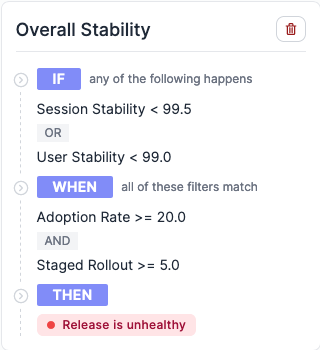 Overall Stability
IF any of the following happens
Session Stability < 99.5
OR
User Stability < 99.0
WHEN all of these filters match
Adoption Rate >= 20.0
AND
Staged Rollout >= 5.0
THEN
Release is unhealthy